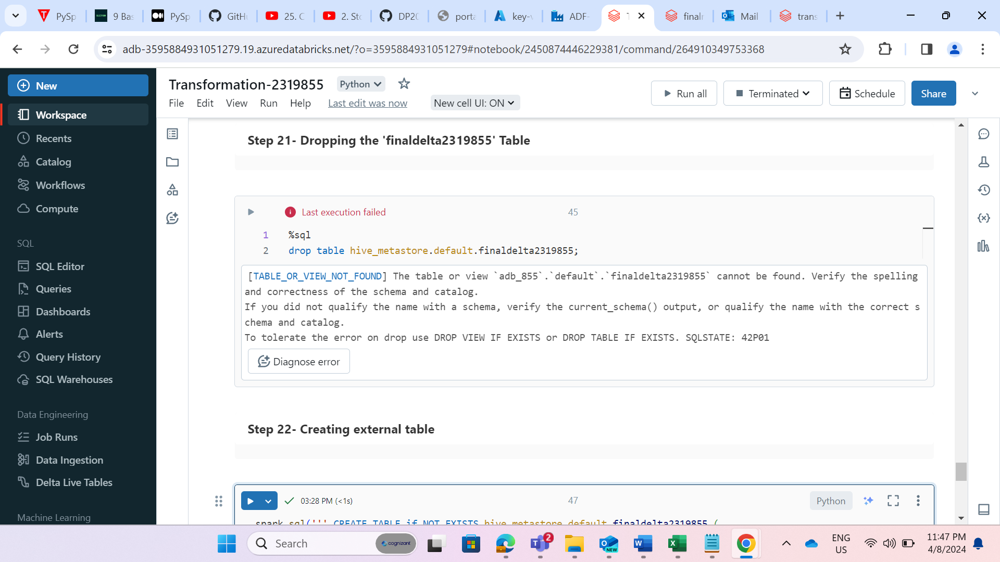 PySp
9 Bas
PySp
GitHu
25. C
2. Sto
DP20
porta
key-v
ADF-
T
finalr
Mail
trans
adb-3595884931051279.19.azuredatabricks.net/?o=3595884931051279#notebook/2450874446229381/command/264910349753368
New
Workspace
Recents
Catalog
Workflows
Compute
SQL
SQL Editor
Queries
Dashboards
Alerts
Query History
SQL Warehouses
Data Engineering
Job Runs
Data Ingestion
Delta Live Tables
Machine Learning
Transformation-2319855 Python
File Edit View Run Help Last edit was now New cell UI: ON
Run all Terminated Schedule Share
Step 21- Dropping the 'finaldelta2319855' Table
Last execution failed 45
1 %sql
2 drop table hive_metastore.default.finaldelta2319855;
[TABLE_OR_VIEW_NOT_FOUND] The table or view `adb_855`.`default`.`finaldelta2319855` cannot be found. Verify the spelling
and correctness of the schema and catalog.
If you did not qualify the name with a schema, verify the current_schema() output, or qualify the name with the correct s
chema and catalog.
To tolerate the error on drop use DROP VIEW IF EXISTS or DROP TABLE IF EXISTS. SQLSTATE: 42P01
Diagnose error
Step 22- Creating external table
03:28 PM (<1s) 47 Python
spark.sql(''' CREATE TABLE if NOT EXISTS hive_metastore.default.finaldelta2319855 (
Search cognizant
2
NEW
ENG
US
11:47 PM
4/8/2024